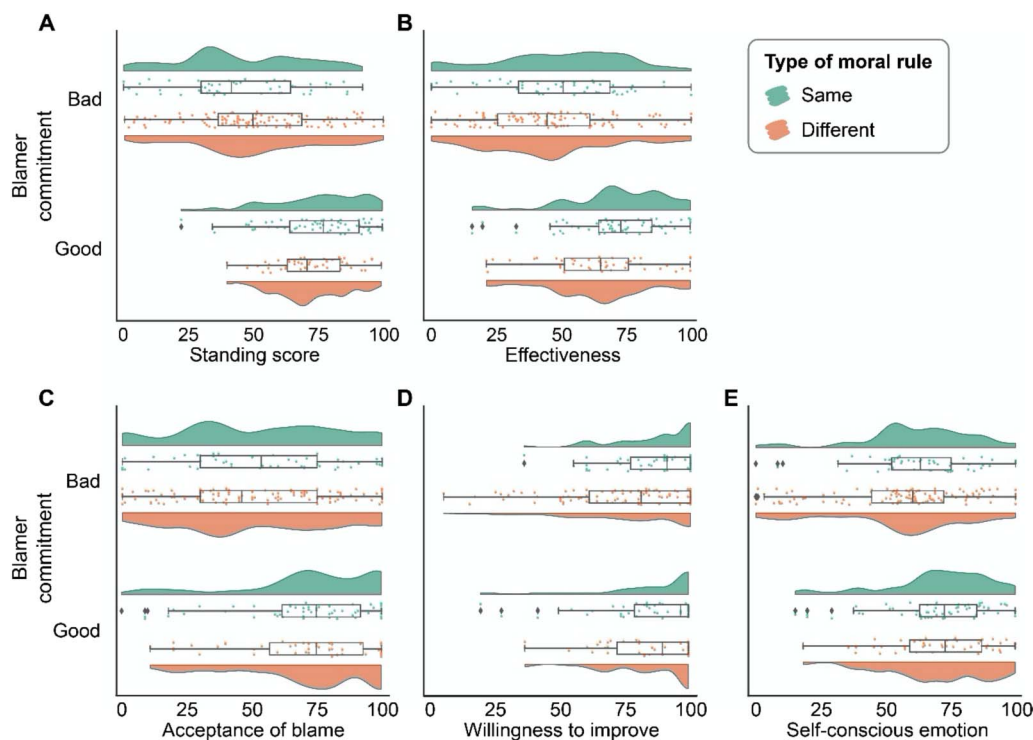 A
B
Type of moral rule
Same
Different
Bad
Good
Blamer
commitment
0 25 50 75 100
Standing score
0 25 50 75 100
Effectiveness
C
D
E
Bad
Good
Blamer
commitment
0 25 50 75 100
Acceptance of blame
0 25 50 75 100
Willingness to improve
0 25 50 75 100
Self-conscious emotion